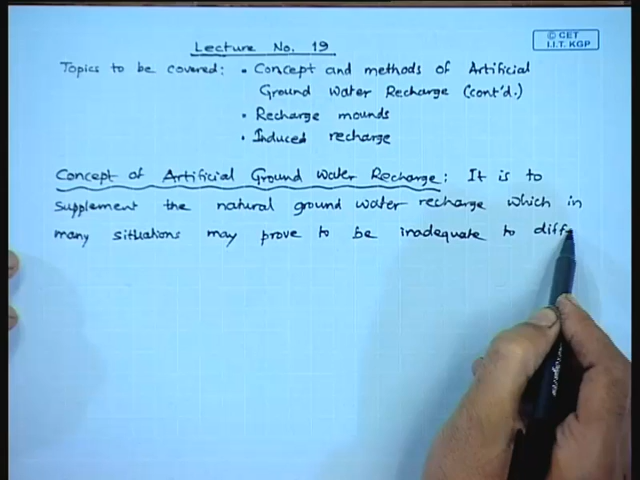 © CET
I.I.T. KGP
Lecture No. 19
Topics to be covered: • Concept and methods of Artificial
Ground Water Recharge (cont'd.)
• Recharge mounds
• Induced recharge
Concept of Artificial Ground Water Recharge: It is to
supplement the natural ground water recharge which in
many situations may prove to be inadequate to diff